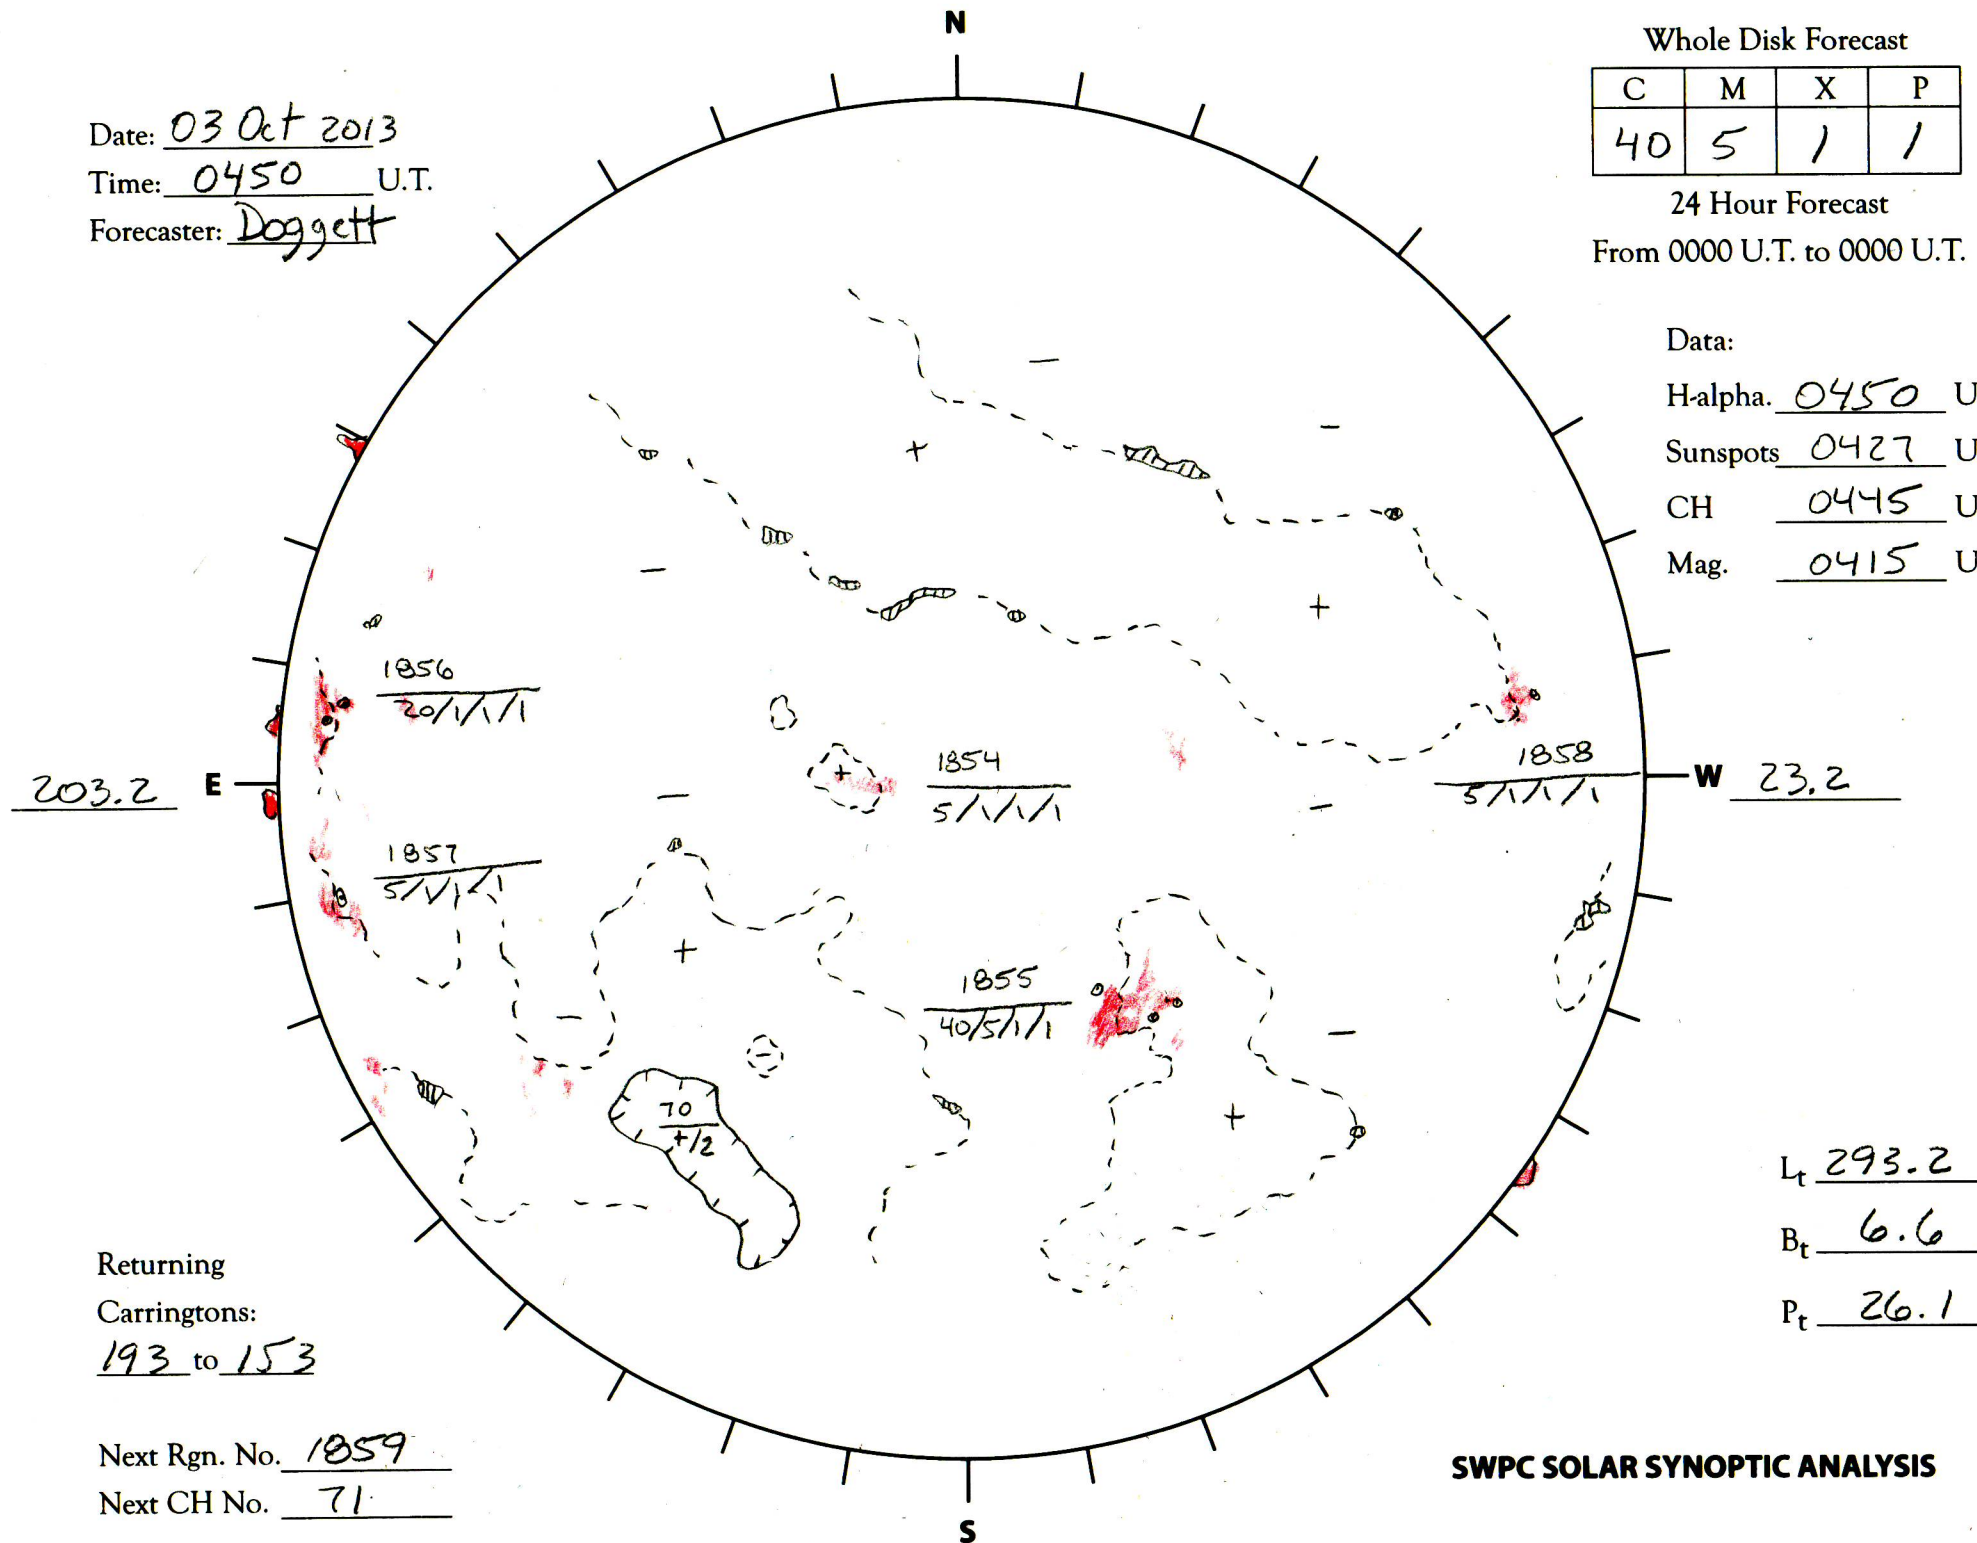 N
Whole Disk Forecast
C M X P
40 5 1 1
24 Hour Forecast
From 0000 U.T. to 0000 U.T.
Date: 03 Oct 2013
Time: 0450 U.T.
Forecaster: Doggett
Data:
H-alpha. 0450 U
Sunspots 0427 U
CH 0445 U
Mag. 0415 U
1856
20/1/1/1
1854
5/1/1/1
1858
5/1/1/1
203.2 E
W 23.2
1857
5/1/1/1
1855
40/5/1/1
70
+/2
Lt 293.2
Bt 6.6
Pt 26.1
Returning
Carringtons:
193 to 153
Next Rgn. No. 1859
Next CH No. 71
SWPC SOLAR SYNOPTIC ANALYSIS
S